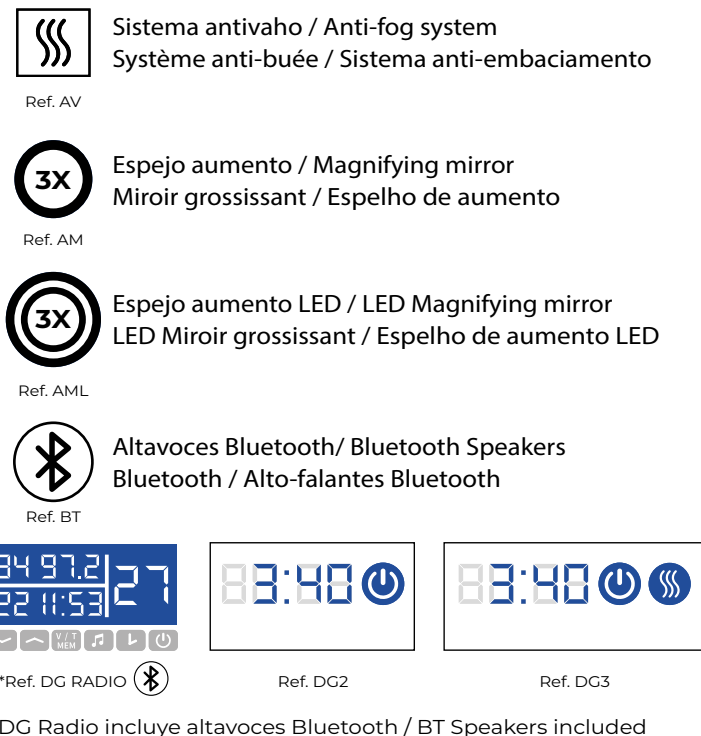 Sistema antivaho / Anti-fog system
Système anti-buée / Sistema anti-embaciamento
Ref. AV
3X
Espejo aumento / Magnifying mirror
Miroir grossissant / Espelho de aumento
Ref. AM
3X
Espejo aumento LED / LED Magnifying mirror
LED Miroir grossissant / Espelho de aumento LED
Ref. AML
Altavoces Bluetooth/ Bluetooth Speakers
Bluetooth / Alto-falantes Bluetooth
Ref. BT
34 97.2
22 11:53
27
V / T
MEM
*Ref. DG RADIO
3:40
Ref. DG2
3:40
Ref. DG3
DG Radio incluye altavoces Bluetooth / BT Speakers included